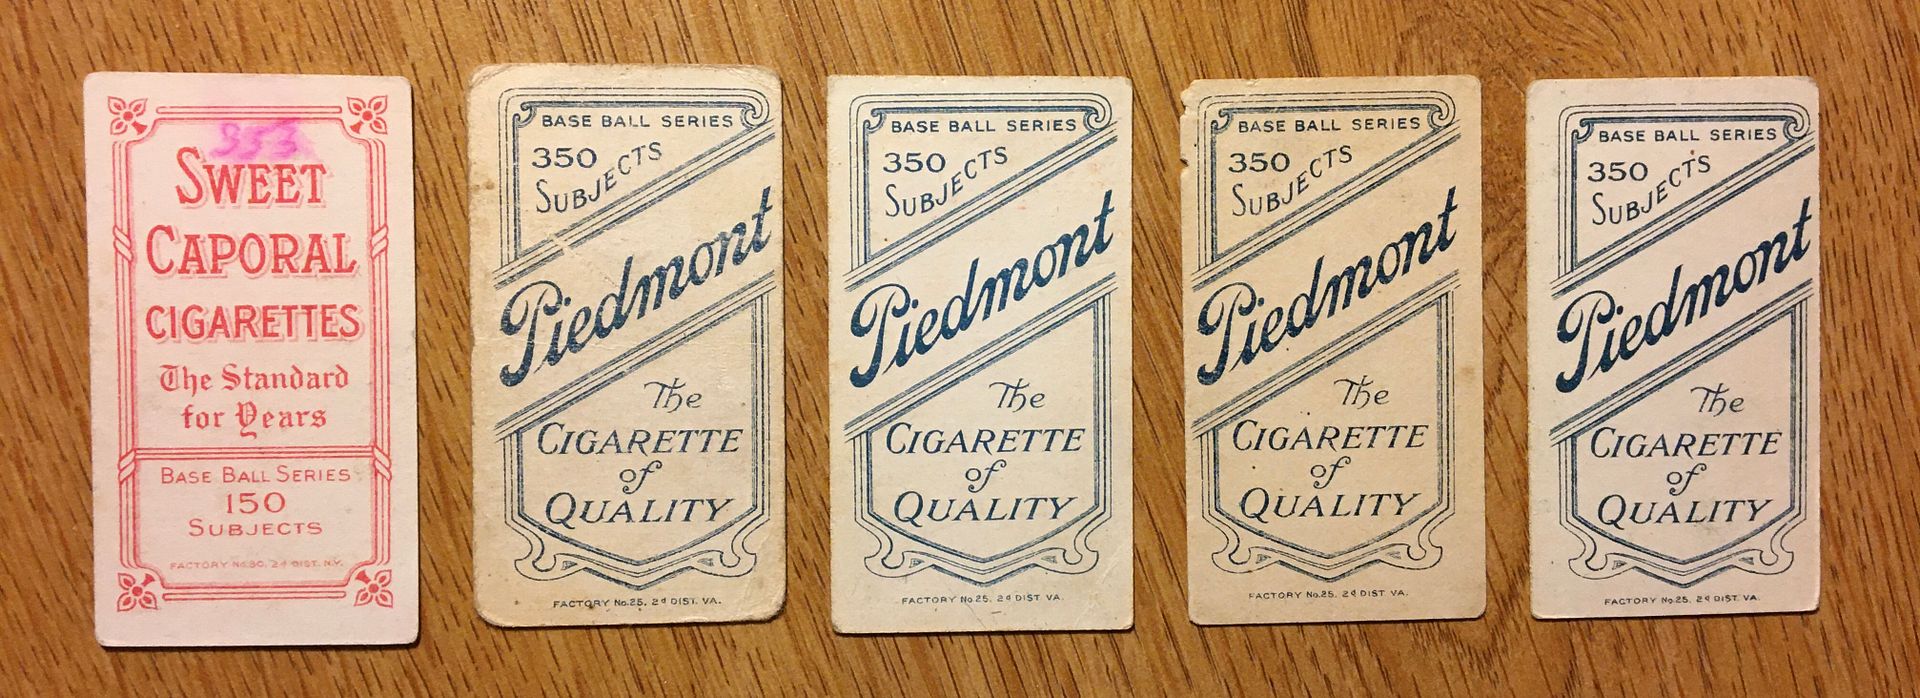 353
SWEET
CAPORAL
CIGARETTES
The Standard
for Years
BASE BALL SERIES
150
SUBJECTS
FACTORY No. 30, 2d DIST. N.Y.
BASE BALL SERIES
350
SUBJECTS
Piedmont
The
CIGARETTE
of
QUALITY
FACTORY No. 25, 2d DIST. VA.
BASE BALL SERIES
350
SUBJECTS
Piedmont
The
CIGARETTE
of
QUALITY
FACTORY No. 25, 2d DIST. VA.
BASE BALL SERIES
350
SUBJECTS
Piedmont
The
CIGARETTE
of
QUALITY
FACTORY No. 25, 2d DIST. VA.
BASE BALL SERIES
350
SUBJECTS
Piedmont
The
CIGARETTE
of
QUALITY
FACTORY No. 25, 2d DIST. VA.